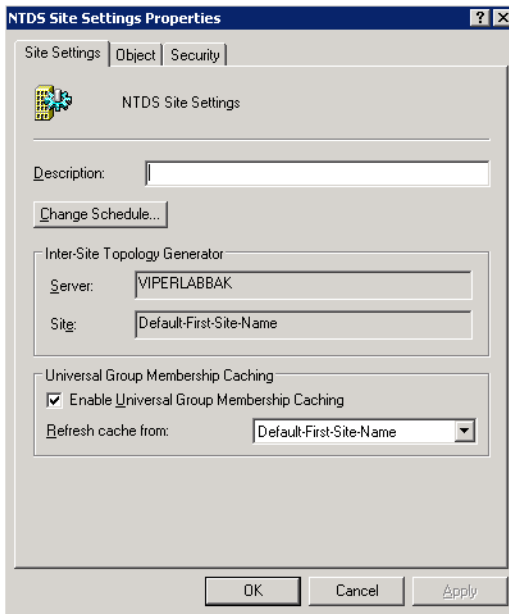 NTDS Site Settings Properties
Site Settings Object Security
NTDS Site Settings
Description:
Change Schedule...
Inter-Site Topology Generator
Server: VIPERLABBAK
Site: Default-First-Site-Name
Universal Group Membership Caching
Enable Universal Group Membership Caching
Refresh cache from: Default-First-Site-Name
OK Cancel Apply